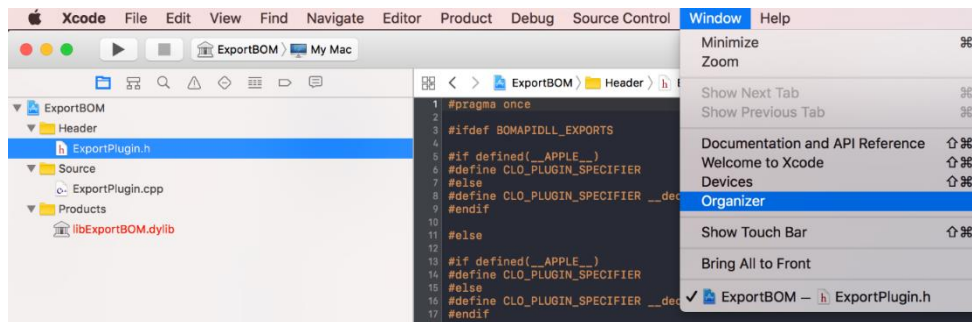 Xcode File Edit View Find Navigate Editor Product Debug Source Control Window Help
ExportBOM My Mac
ExportBOM
Header
h ExportPlugin.h
Source
c ExportPlugin.cpp
Products
libExportBOM.dylib
ExportBOM Header h
1 #pragma once
2
3 #ifdef BOMAPIDLL_EXPORTS
4
5 #if defined(__APPLE__)
6 #define CLO_PLUGIN_SPECIFIER
7 #else
8 #define CLO_PLUGIN_SPECIFIER __dec
9 #endif
10
11 #else
12
13 #if defined(__APPLE__)
14 #define CLO_PLUGIN_SPECIFIER
15 #else
16 #define CLO_PLUGIN_SPECIFIER __dec
17 #endif
Minimize ⌘
Zoom
Show Next Tab ⌘
Show Previous Tab ⌘
Documentation and API Reference ⇧⌘
Welcome to Xcode ⇧⌘
Devices ⇧⌘
Organizer
Show Touch Bar ⇧⌘
Bring All to Front
✓ ExportBOM — h ExportPlugin.h